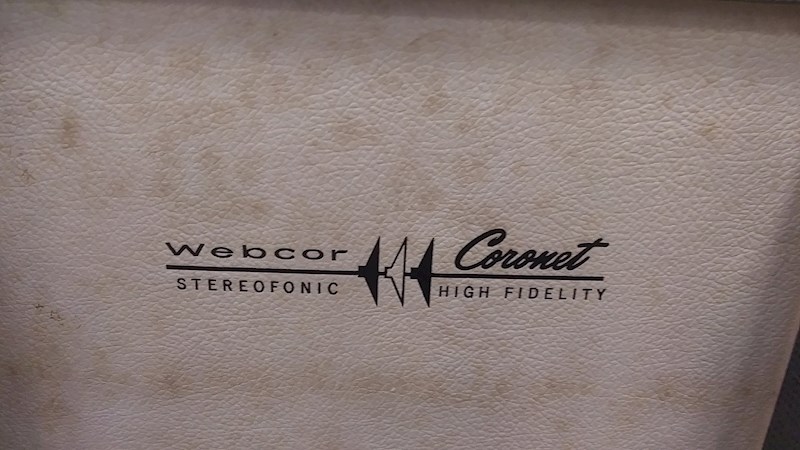 Webcor Coronet
STEREOFONIC HIGH FIDELITY